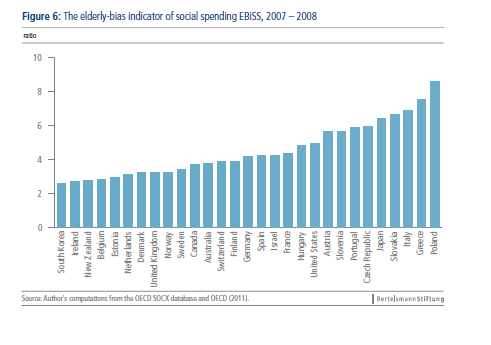 Figure 6: The elderly-bias indicator of social spending EBiSS, 2007 – 2008
ratio
10
8
6
4
2
0
South Korea
Ireland
New Zealand
Belgium
Estonia
Netherlands
Denmark
United Kingdom
Norway
Sweden
Canada
Australia
Switzerland
Finland
Germany
Spain
Israel
France
Hungary
United States
Austria
Slovenia
Portugal
Czech Republic
Japan
Slovakia
Italy
Greece
Poland
Source: Author's computations from the OECD SOCX database and OECD (2011).
BertelsmannStiftung